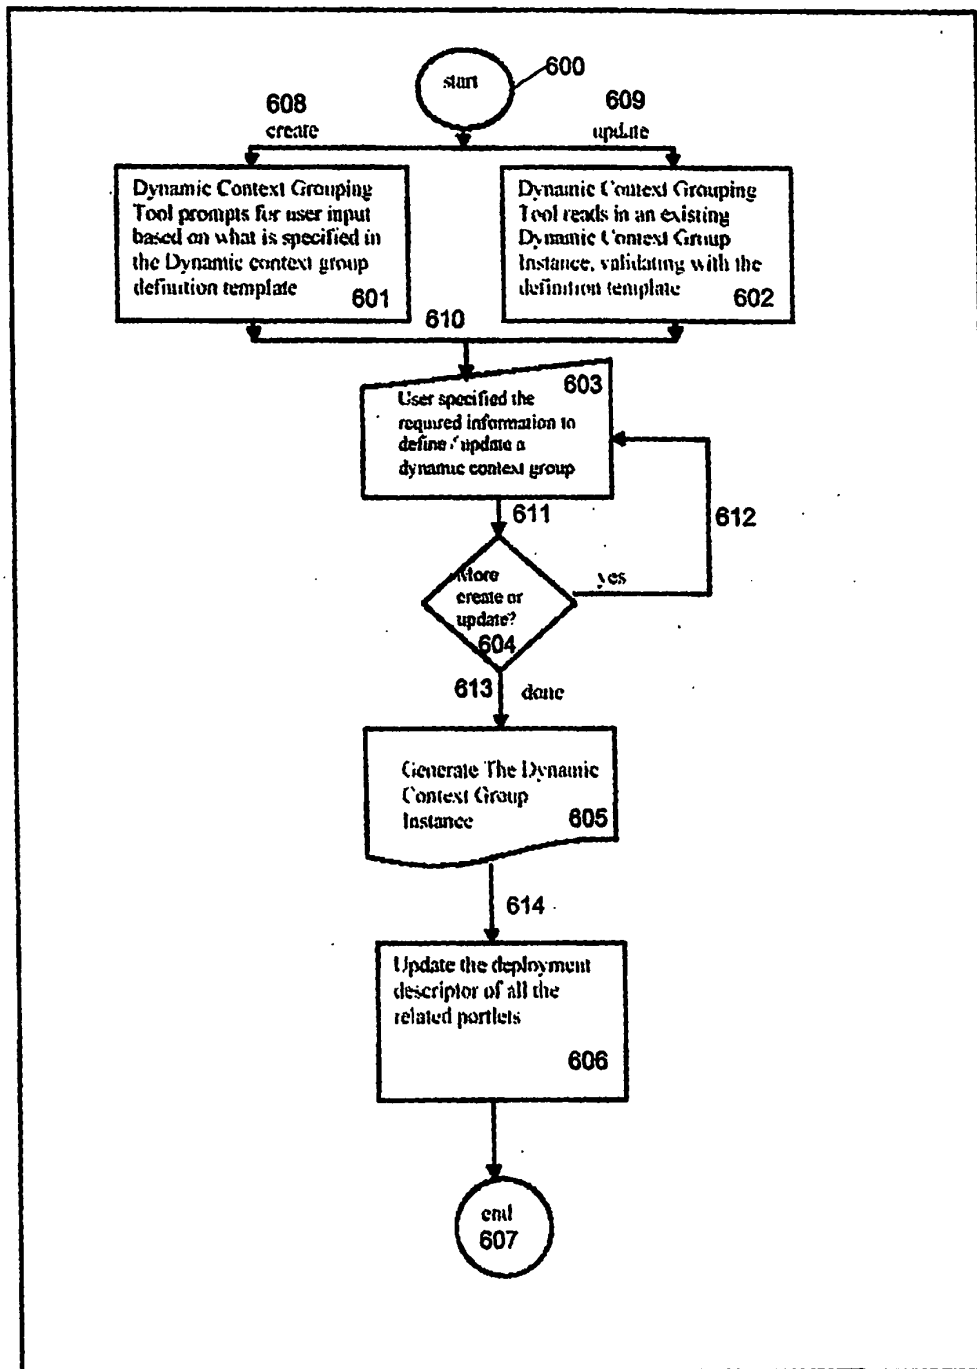 start
600
608
create
609
update
Dynamic Context Grouping
Tool prompts for user input
based on what is specified in
the Dynamic context group
definition template
601
Dynamic Context Grouping
Tool reads in an existing
Dynamic Context Group
Instance, validating with the
definition template
602
610
603
User specified the
required information to
define / update a
dynamic context group
611
612
More
create or
update?
604
yes
613
done
Generate The Dynamic
Context Group
Instance
605
614
Update the deployment
descriptor of all the
related portlets
606
end
607